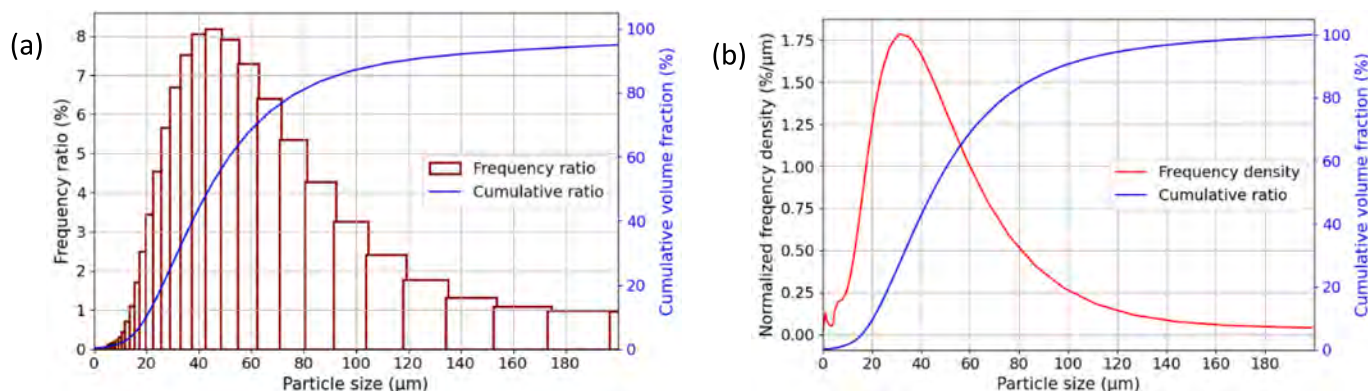 (a)
Frequency ratio (%)
8
7
6
5
4
3
2
1
0
0 20 40 60 80 100 120 140 160 180
Particle size (μm)
100
80
60
40
20
0
Cumulative volume fraction (%)
Frequency ratio
Cumulative ratio
(b)
Normalized freqency density (%/μm)
1.75
1.50
1.25
1.00
0.75
0.50
0.25
0.00
0 20 40 60 80 100 120 140 160 180
Particle size (μm)
100
80
60
40
20
0
Cumulative volume fraction (%)
Frequency density
Cumulative ratio